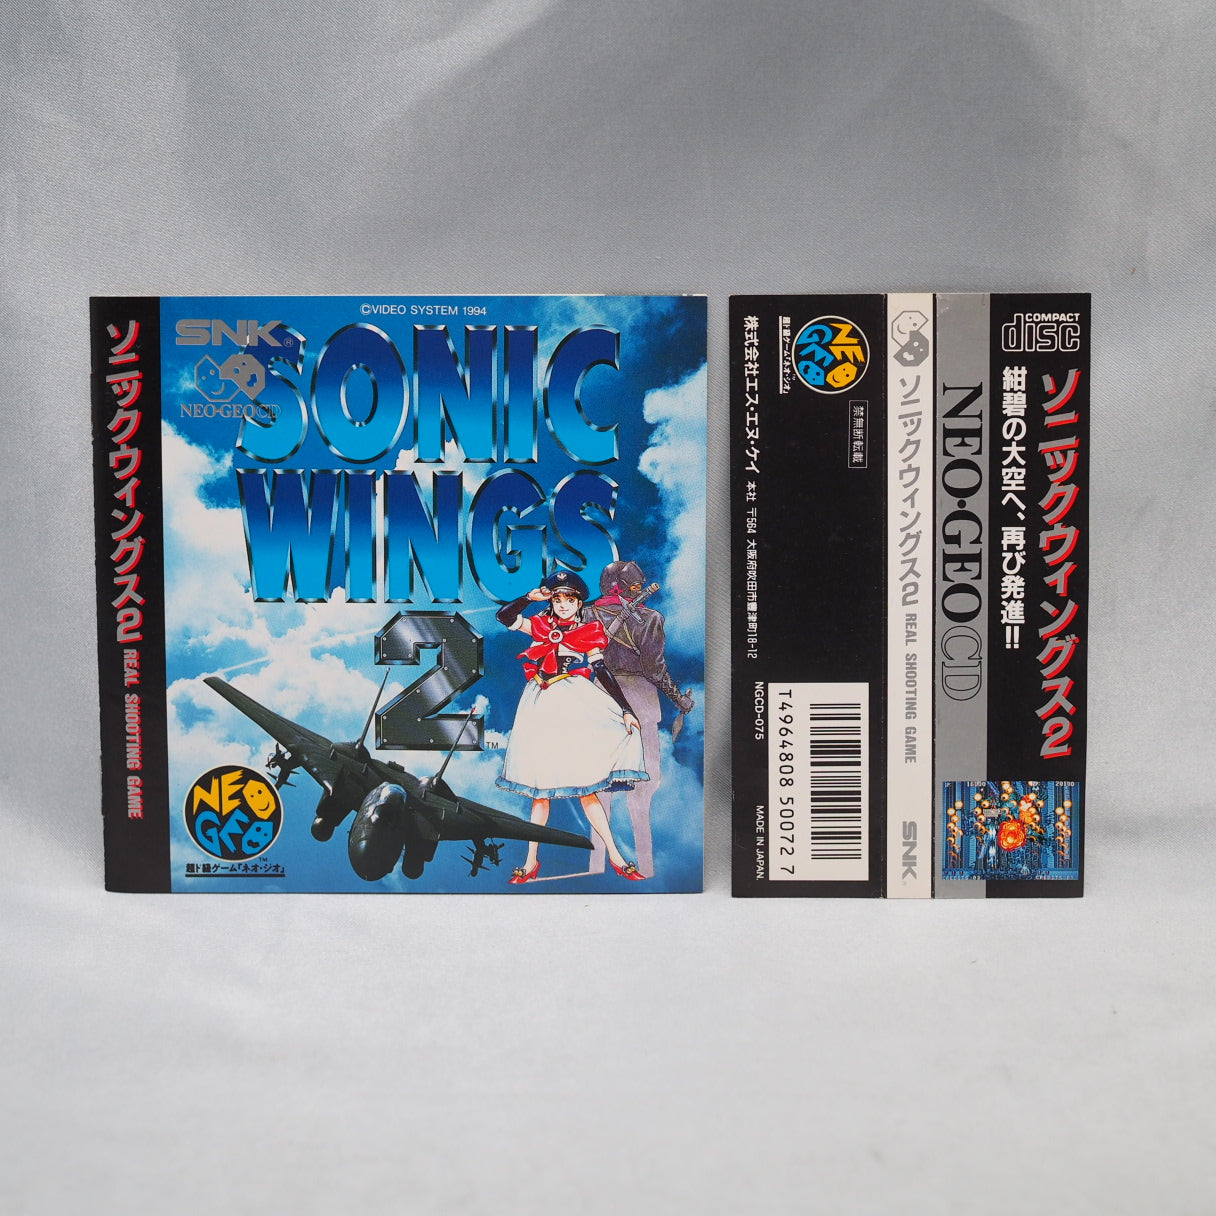 ソニックウィングス2 REAL SHOOTING GAME
©VIDEO SYSTEM 1994
SNK®
NEO•GEO CD
SONIC
WINGS
2™
NEO
GEO™
超ド級ゲーム「ネオ・ジオ」
NEO
GEO
超ド級ゲーム「ネオ・ジオ」
禁無断転載
株式会社エス・エヌ・ケイ 本社 〒564 大阪府吹田市豊津町18-12
NGCD-075
MADE IN JAPAN.
T4964808 50072 7
ソニックウィングス2 REAL SHOOTING GAME SNK®
NEO•GEO CD
COMPACT
disc
ソニックウィングス2
紺碧の大空へ、再び発進!!